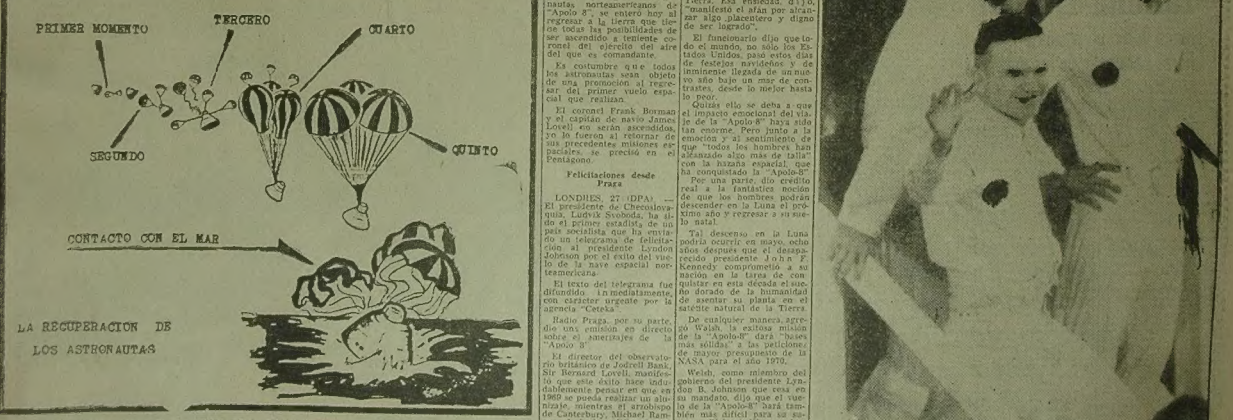 PRIMER MOMENTO
TERCERO
CUARTO
SEGUNDO
QUINTO
CONTACTO CON EL MAR
LA RECUPERACION DE
LOS ASTRONAUTAS
nautas norteamericanos de
"Apolo 8", se enteró hoy al
regresar a la tierra que tie-
ne todas las posibilidades de
ser ascendido a teniente co-
ronel del ejército del aire
del que es comandante.
Es costumbre que todos
los astronautas sean objeto
de una promoción al regre-
sar del primer vuelo espa-
cial que realizan.
El coronel Frank Borman
y el capitán de navío James
Lovell no serán ascendidos,
ya lo fueron al retornar de
sus precedentes misiones es-
paciales, se precisó en el
Pentágono.
Felicitaciones desde
Praga
LONDRES, 27 (DPA). —
El presidente de Checoslova-
quia, Ludvik Svoboda, ha si-
do el primer estadista de un
país socialista que ha envia-
do un telegrama de felicita-
ción al presidente Lyndon
Johnson por el éxito del vue-
lo de la nave espacial nor-
teamericana.
El texto del telegrama fue
difundido inmediatamente,
con carácter urgente por la
agencia "Ceteka"
Radio Praga, por su parte,
dio una emisión en directo
sobre el amerizaje de la
"Apolo 8"
El director del observato-
rio británico de Jodrell Bank,
Sir Bernard Lovell, manifes-
tó que este éxito hace indu-
dablemente pensar en que en
1969 se pueda realizar un alu-
nizaje, mientras el arzobispo
de Canterbury, Michael Ram-
Tierra. Esa ansiedad, dijo,
"manifestó el afán por alcan-
zar algo placentero y digno
de ser logrado".
El funcionario dijo que to-
do el mundo, no sólo los Es-
tados Unidos, pasó estos días
de festejos navideños y de
inminente llegada de un nue-
vo año bajo un mar de con-
trastes, desde lo mejor hasta
lo peor.
Quizás ello se deba a que
el impacto emocional del via-
je de la "Apolo-8" haya sido
tan enorme. Pero junto a la
emoción y al sentimiento de
que "todos los hombres han
alcanzado algo más de talla"
con la hazaña espacial, que
ha conquistado la "Apolo-8"
Por una parte, dio crédito
real a la fantástica noción
de que los hombres podrán
descender en la Luna el pró-
ximo año y regresar a su sue-
lo natal.
Tal descenso en la Luna
podría ocurrir en mayo, ocho
años después que el desapa-
recido presidente John F.
Kennedy comprometió a su
nación en la tarea de con-
quistar en esta década el sue-
ño dorado de la humanidad
de asentar su planta en el
satélite natural de la Tierra.
De cualquier manera, agre-
gó Walsh, la exitosa misión
de la "Apolo-8" dará "bases
más sólidas" a las peticiones
de mayor presupuesto de la
NASA para el año 1970.
Welsh, como miembro del
gobierno del presidente Lyn-
don B. Johnson que cesa en
su mandato, dijo que el vue-
lo de la "Apolo-8" hará tam-
bién más difícil para su su-